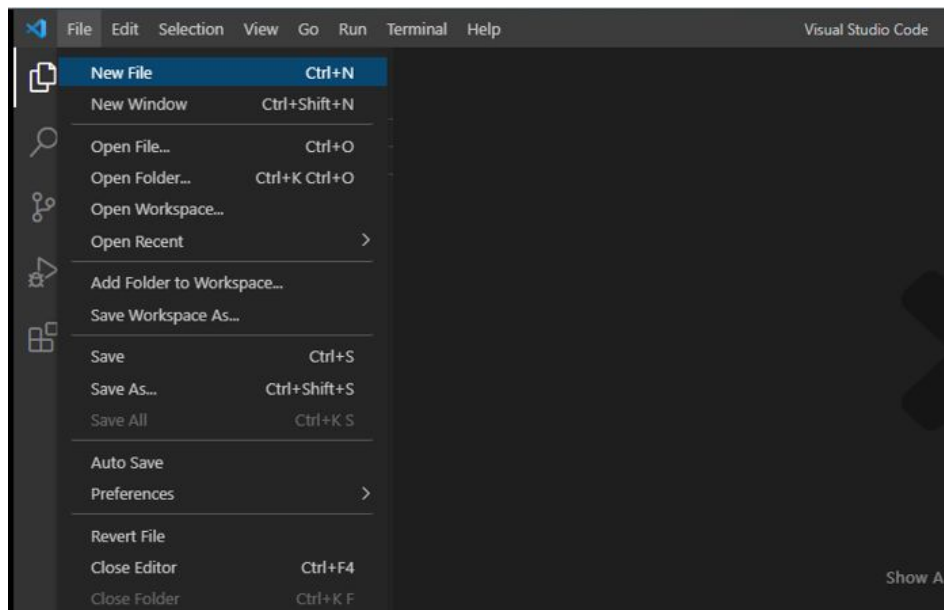 File Edit Selection View Go Run Terminal Help Visual Studio Code
New File Ctrl+N
New Window Ctrl+Shift+N
Open File... Ctrl+O
Open Folder... Ctrl+K Ctrl+O
Open Workspace...
Open Recent
Add Folder to Workspace...
Save Workspace As...
Save Ctrl+S
Save As... Ctrl+Shift+S
Save All Ctrl+K S
Auto Save
Preferences
Revert File
Close Editor Ctrl+F4
Show A
Close Folder Ctrl+K F